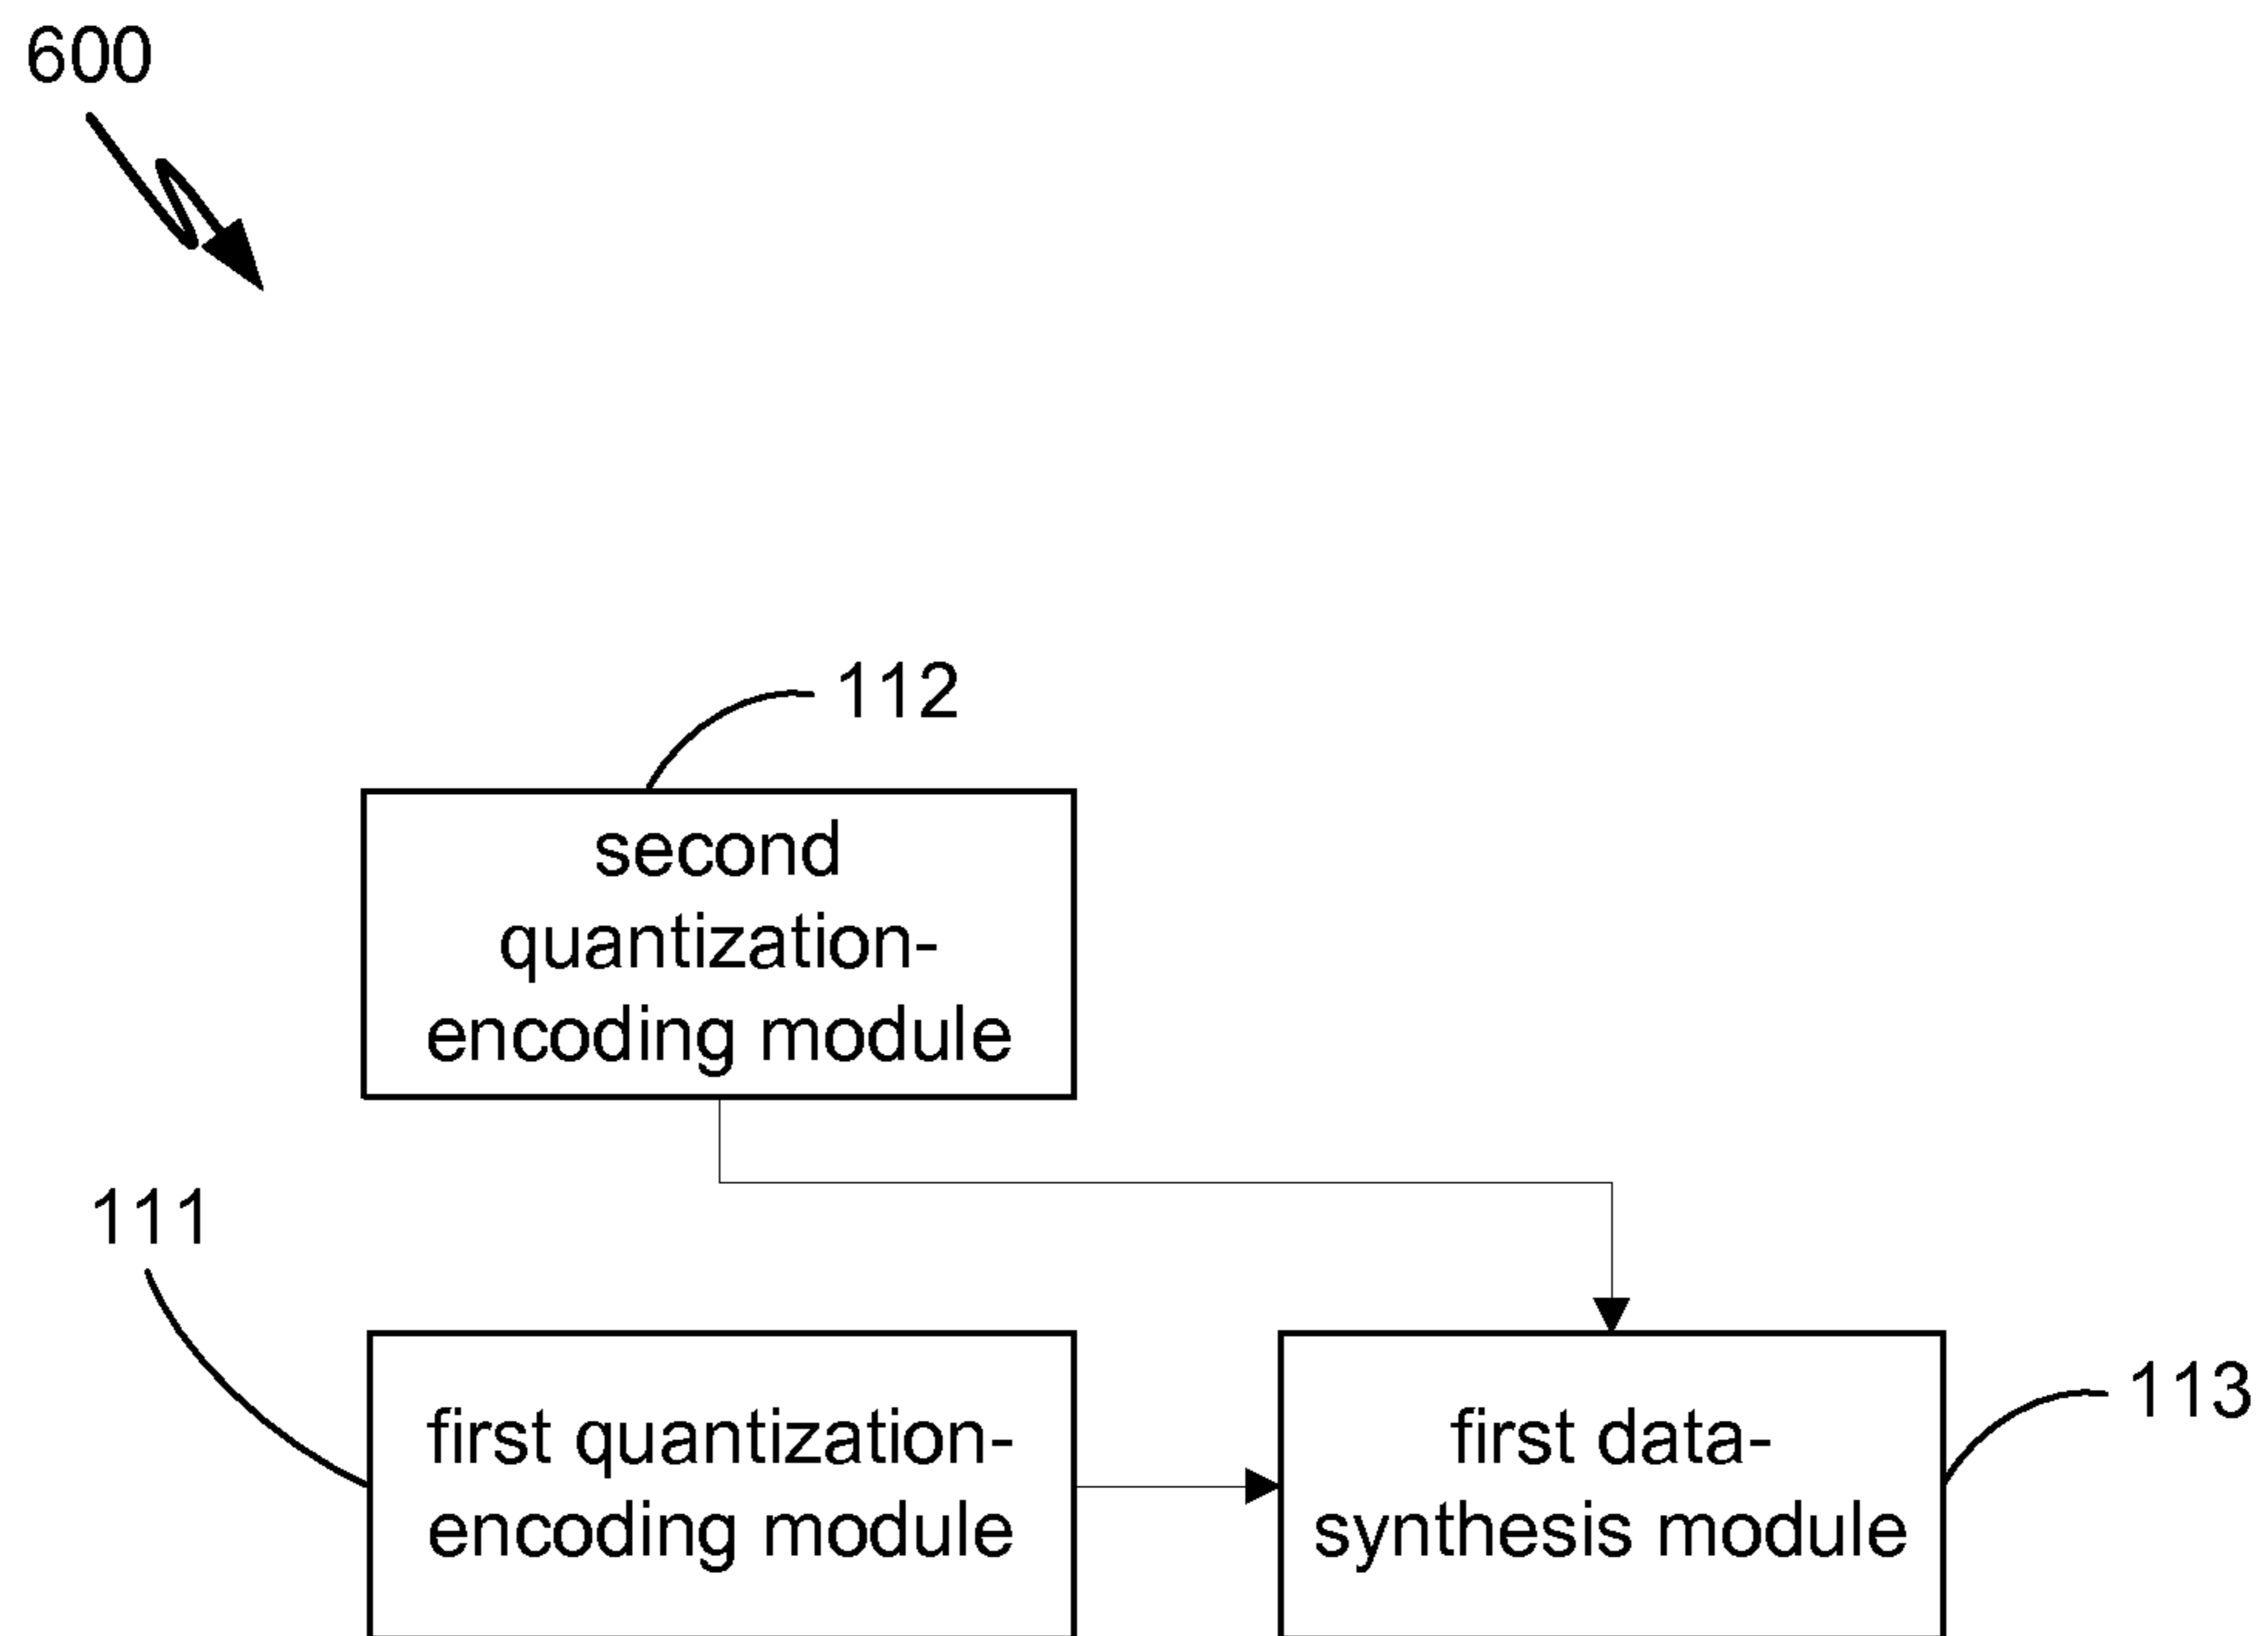 600
112
second
quantization-
encoding module
111
first quantization-
encoding module
first data-
synthesis module
113